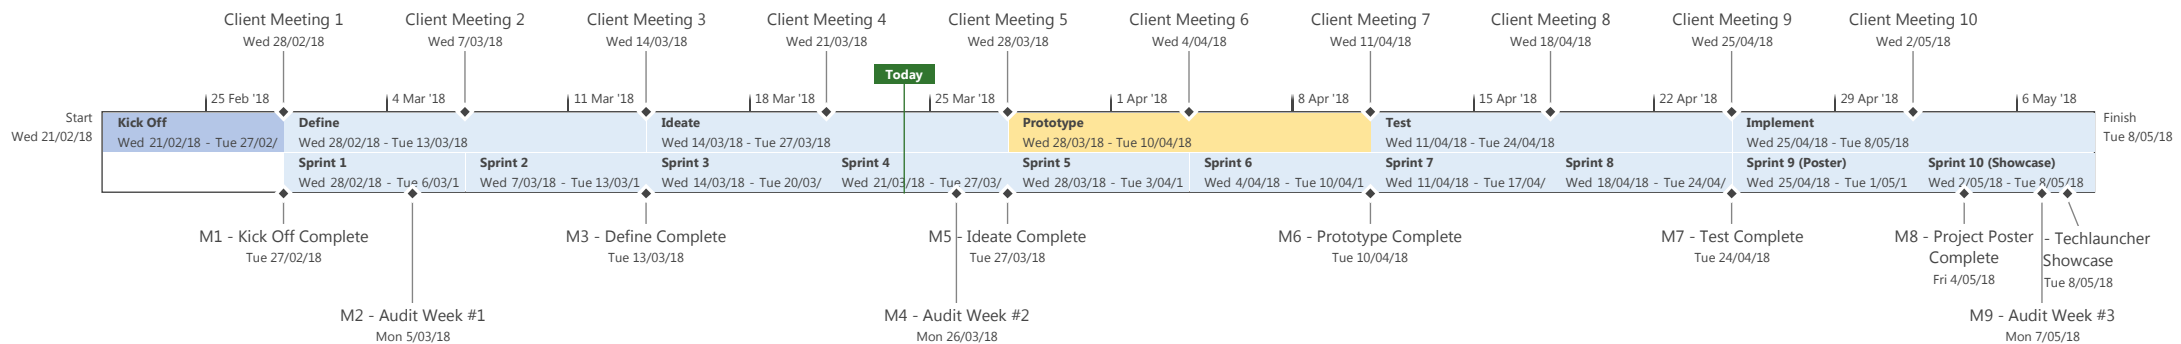 Client Meeting 1
Wed 28/02/18
Client Meeting 2
Wed 7/03/18
Client Meeting 3
Wed 14/03/18
Client Meeting 4
Wed 21/03/18
Client Meeting 5
Wed 28/03/18
Client Meeting 6
Wed 4/04/18
Client Meeting 7
Wed 11/04/18
Client Meeting 8
Wed 18/04/18
Client Meeting 9
Wed 25/04/18
Client Meeting 10
Wed 2/05/18
Today
25 Feb '18
4 Mar '18
11 Mar '18
18 Mar '18
25 Mar '18
1 Apr '18
8 Apr '18
15 Apr '18
22 Apr '18
29 Apr '18
6 May '18
Start
Wed 21/02/18
Kick Off
Wed 21/02/18 - Tue 27/02/
Define
Wed 28/02/18 - Tue 13/03/18
Ideate
Wed 14/03/18 - Tue 27/03/18
Prototype
Wed 28/03/18 - Tue 10/04/18
Test
Wed 11/04/18 - Tue 24/04/18
Implement
Wed 25/04/18 - Tue 8/05/18
Finish
Tue 8/05/18
Sprint 1
Wed 28/02/18 - Tue 6/03/1
Sprint 2
Wed 7/03/18 - Tue 13/03/1
Sprint 3
Wed 14/03/18 - Tue 20/03/
Sprint 4
Wed 21/03/18 - Tue 27/03/
Sprint 5
Wed 28/03/18 - Tue 3/04/1
Sprint 6
Wed 4/04/18 - Tue 10/04/1
Sprint 7
Wed 11/04/18 - Tue 17/04/
Sprint 8
Wed 18/04/18 - Tue 24/04/
Sprint 9 (Poster)
Wed 25/04/18 - Tue 1/05/1
Sprint 10 (Showcase)
Wed 2/05/18 - Tue 8/05/18
M1 - Kick Off Complete
Tue 27/02/18
M3 - Define Complete
Tue 13/03/18
M5 - Ideate Complete
Tue 27/03/18
M6 - Prototype Complete
Tue 10/04/18
M7 - Test Complete
Tue 24/04/18
M8 - Project Poster
Complete
Fri 4/05/18
- Techlauncher
Showcase
Tue 8/05/18
M2 - Audit Week #1
Mon 5/03/18
M4 - Audit Week #2
Mon 26/03/18
M9 - Audit Week #3
Mon 7/05/18